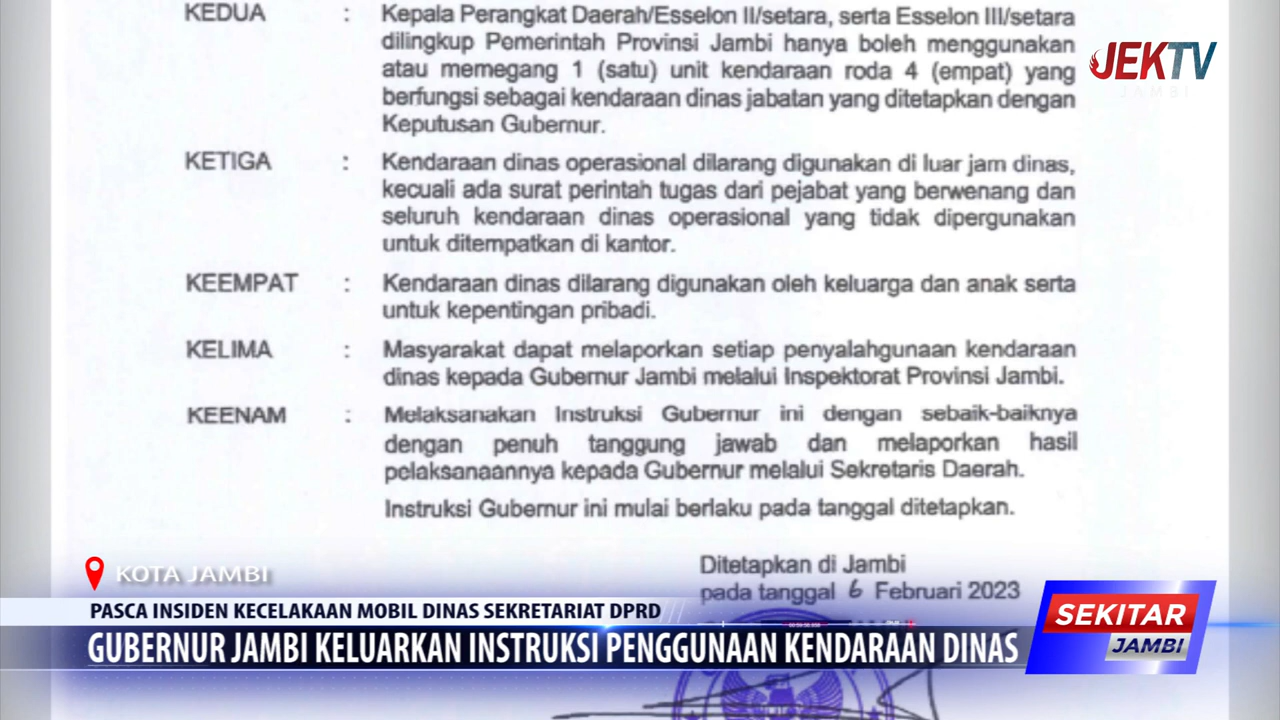 KEDUA : Kepala Perangkat Daerah/Esselon II/setara, serta Esselon III/setara
dilingkup Pemerintah Provinsi Jambi hanya boleh menggunakan
atau memegang 1 (satu) unit kendaraan roda 4 (empat) yang
berfungsi sebagai kendaraan dinas jabatan yang ditetapkan dengan
Keputusan Gubernur.
JEKTV
JAMBI
KETIGA : Kendaraan dinas operasional dilarang digunakan di luar jam dinas,
kecuali ada surat perintah tugas dari pejabat yang berwenang dan
seluruh kendaraan dinas operasional yang tidak dipergunakan
untuk ditempatkan di kantor.
KEEMPAT : Kendaraan dinas dilarang digunakan oleh keluarga dan anak serta
untuk kepentingan pribadi.
KELIMA : Masyarakat dapat melaporkan setiap penyalahgunaan kendaraan
dinas kepada Gubernur Jambi melalui Inspektorat Provinsi Jambi.
KEENAM : Melaksanakan Instruksi Gubernur ini dengan sebaik-baiknya
dengan penuh tanggung jawab dan melaporkan hasil
pelaksanaannya kepada Gubernur melalui Sekretaris Daerah.
Instruksi Gubernur ini mulai berlaku pada tanggal ditetapkan.
Ditetapkan di Jambi
pada tanggal 6 Februari 2023
KOTA JAMBI
PASCA INSIDEN KECELAKAAN MOBIL DINAS SEKRETARIAT DPRD
GUBERNUR JAMBI KELUARKAN INSTRUKSI PENGGUNAAN KENDARAAN DINAS
SEKITAR
JAMBI